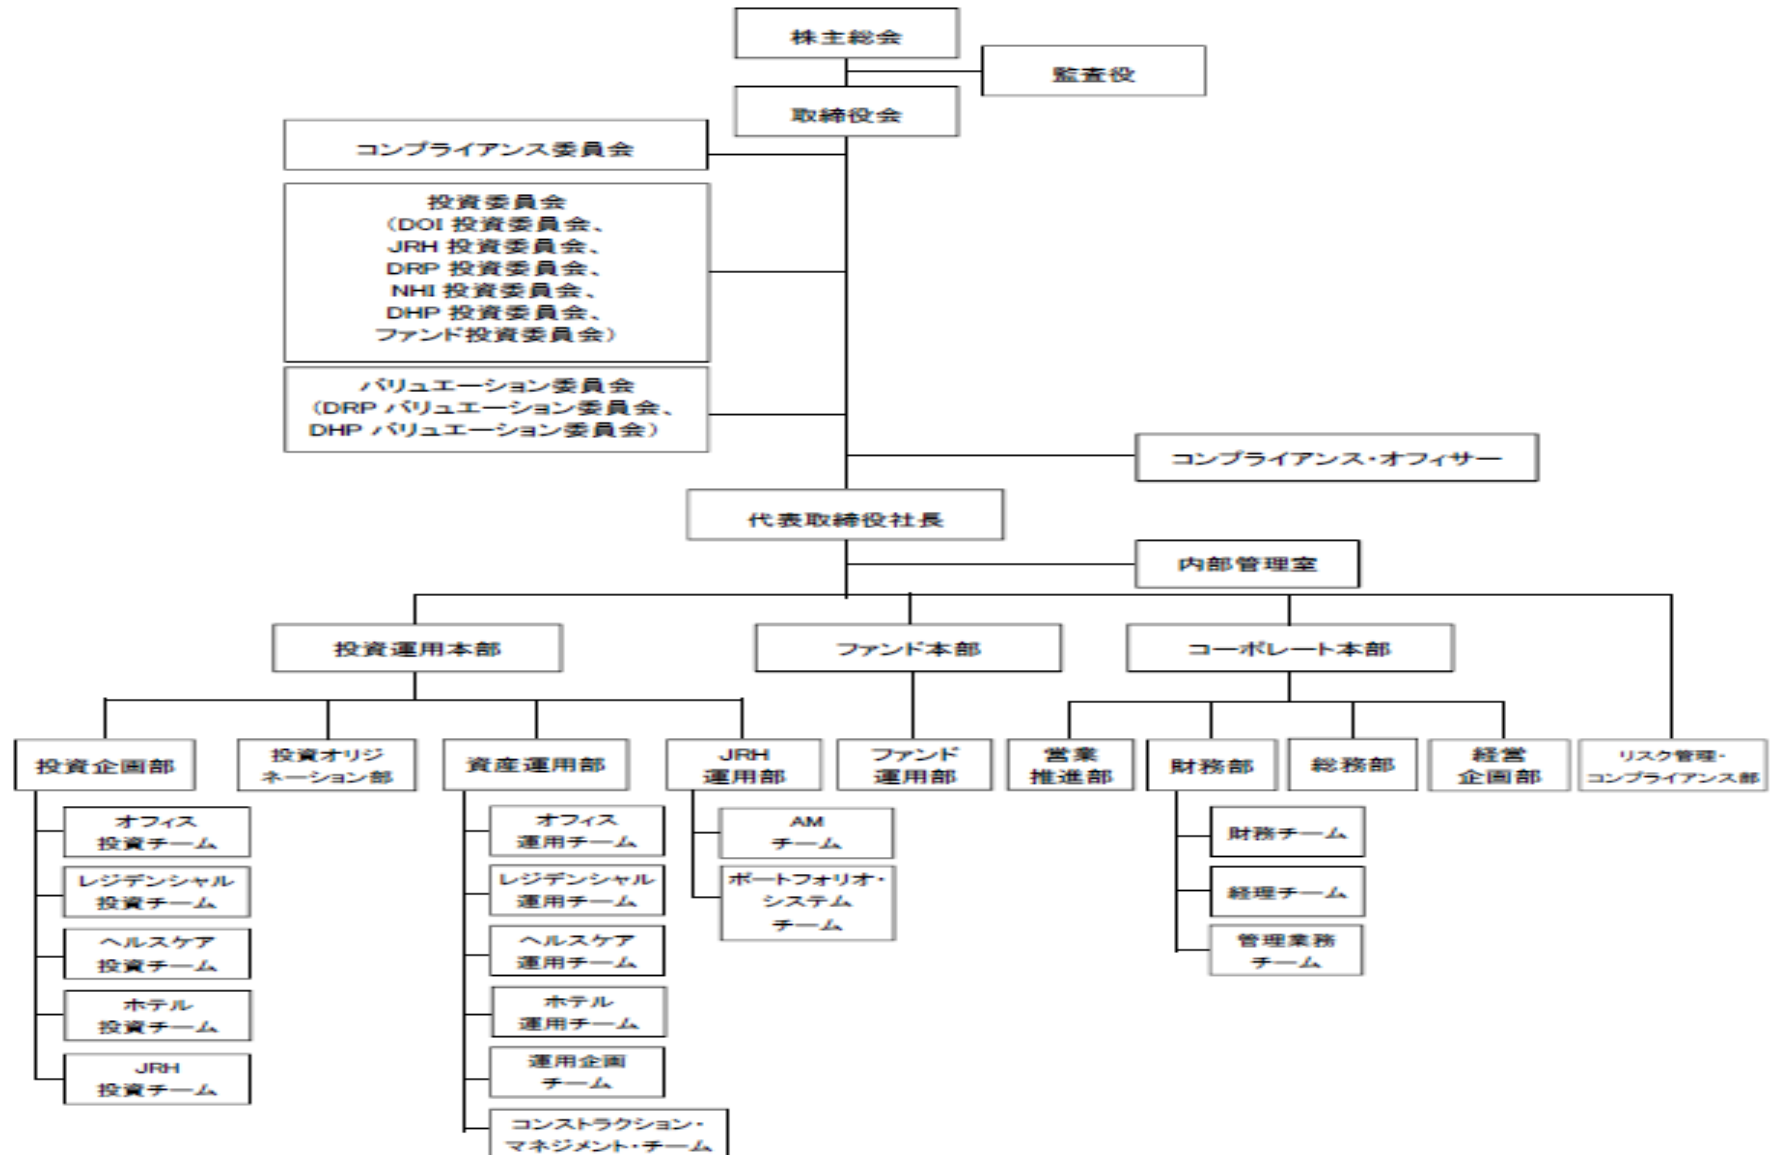 株主総会
監査役
取締役会
コンプライアンス委員会
投資委員会
(DOI 投資委員会、
JRH 投資委員会、
DRP 投資委員会、
NHI 投資委員会、
DHP 投資委員会、
ファンド投資委員会)
バリュエーション委員会
(DRP バリュエーション委員会、
DHP バリュエーション委員会)
コンプライアンス・オフィサー
代表取締役社長
内部管理室
投資運用本部
ファンド本部
コーポレート本部
投資企画部
投資オリジ
ネーション部
資産運用部
JRH
運用部
ファンド
運用部
営業
推進部
財務部
総務部
経営
企画部
リスク管理・
コンプライアンス部
オフィス
投資チーム
レジデンシャル
投資チーム
ヘルスケア
投資チーム
ホテル
投資チーム
JRH
投資チーム
オフィス
運用チーム
レジデンシャル
運用チーム
ヘルスケア
運用チーム
ホテル
運用チーム
運用企画
チーム
コンストラクション・
マネジメント・チーム
AM
チーム
ポートフォリオ・
システム
チーム
財務チーム
経理チーム
管理業務
チーム